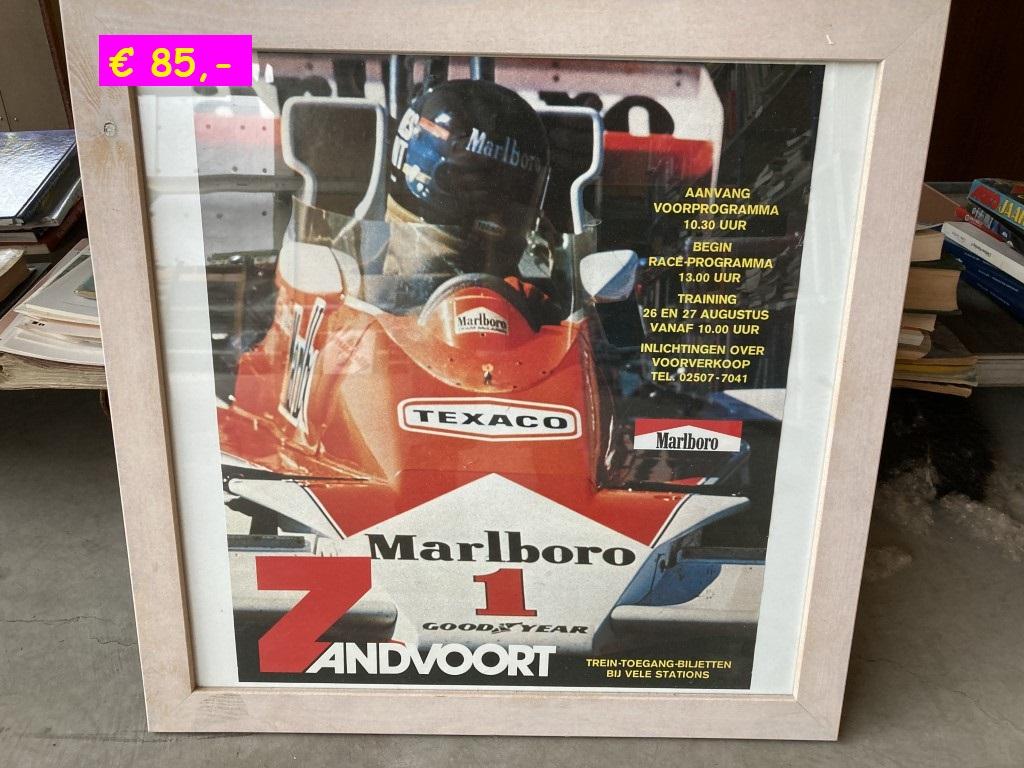 € 85,-
Marlboro
AANVANG
VOORPROGRAMMA
10.30 UUR
BEGIN
RACE-PROGRAMMA
13.00 UUR
TRAINING
26 EN 27 AUGUSTUS
VANAF 10.00 UUR
INLICHTINGEN OVER
VOORVERKOOP
TEL. 02507-7041
TEXACO
Marlboro
Marlboro
TEXACO
Marlboro
Marlboro
1
GOODYEAR
ZANDVOORT
TREIN-TOEGANG-BILJETTEN
BIJ VELE STATIONS